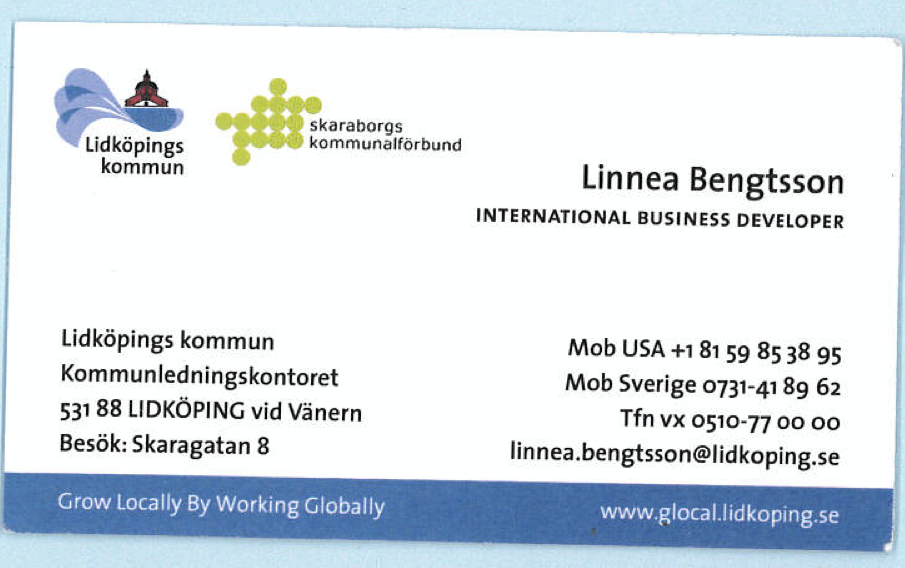 Lidköpings
kommun
skaraborgs
kommunalförbund
Linnea Bengtsson
INTERNATIONAL BUSINESS DEVELOPER
Lidköpings kommun
Kommunledningskontoret
531 88 LIDKÖPING vid Vänern
Besök: Skaragatan 8
Mob USA +1 81 59 85 38 95
Mob Sverige 0731-41 89 62
Tfn vx 0510-77 00 00
linnea.bengtsson@lidkoping.se
Grow Locally By Working Globally
www.glocal.lidkoping.se